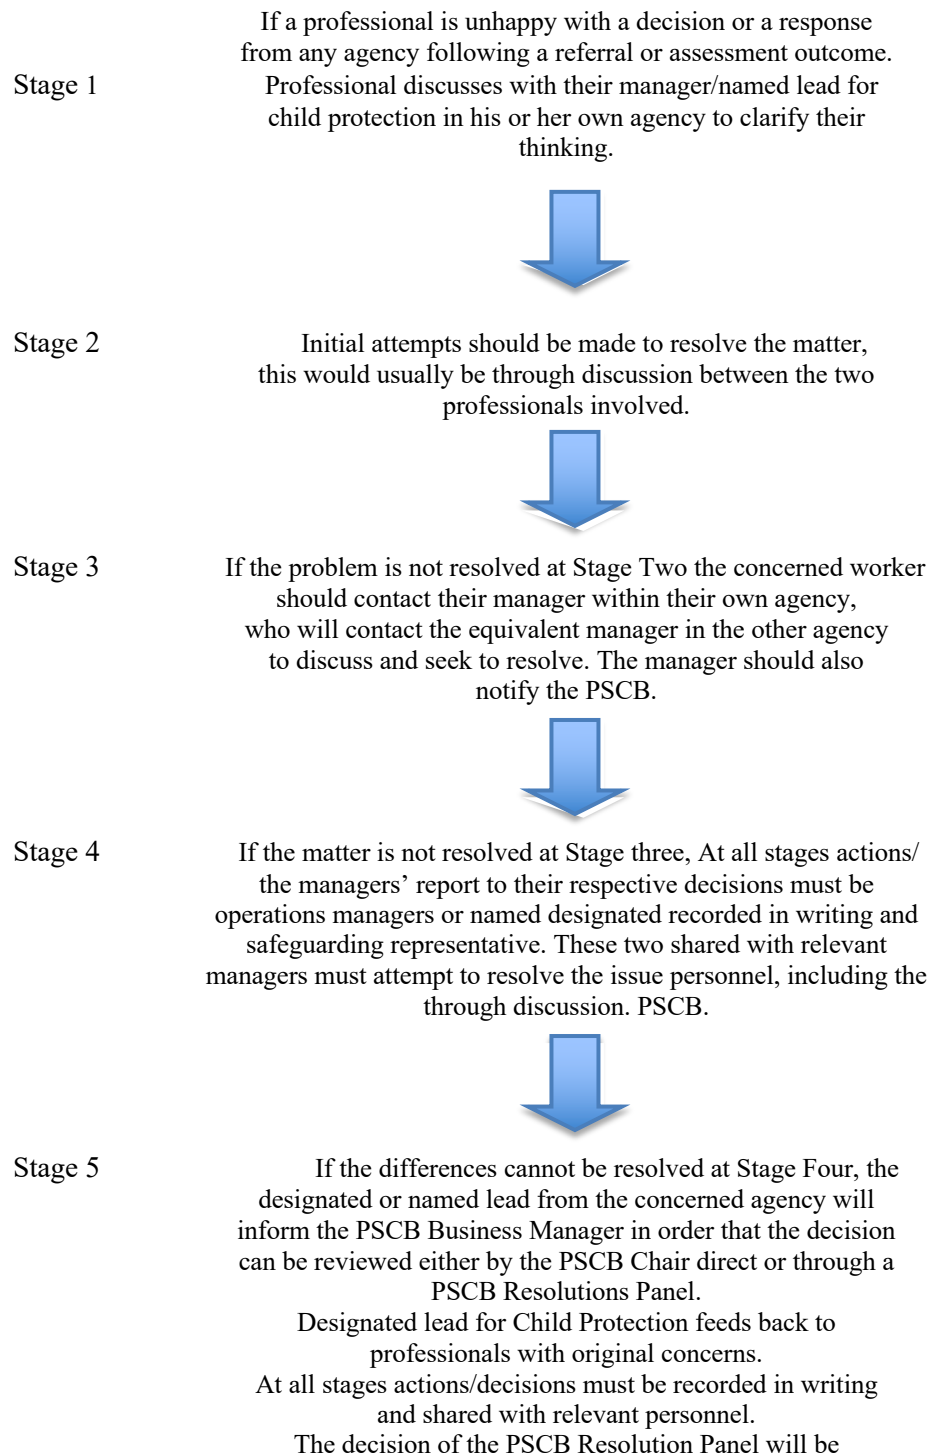 If a professional is unhappy with a decision or a response
from any agency following a referral or assessment outcome.
Stage 1 Professional discusses with their manager/named lead for
child protection in his or her own agency to clarify their
thinking.
Stage 2 Initial attempts should be made to resolve the matter,
this would usually be through discussion between the two
professionals involved.
Stage 3 If the problem is not resolved at Stage Two the concerned worker
should contact their manager within their own agency,
who will contact the equivalent manager in the other agency
to discuss and seek to resolve. The manager should also
notify the PSCB.
Stage 4 If the matter is not resolved at Stage three, At all stages actions/
the managers’ report to their respective decisions must be
operations managers or named designated recorded in writing and
safeguarding representative. These two shared with relevant
managers must attempt to resolve the issue personnel, including the
through discussion. PSCB.
Stage 5 If the differences cannot be resolved at Stage Four, the
designated or named lead from the concerned agency will
inform the PSCB Business Manager in order that the decision
can be reviewed either by the PSCB Chair direct or through a
PSCB Resolutions Panel.
Designated lead for Child Protection feeds back to
professionals with original concerns.
At all stages actions/decisions must be recorded in writing
and shared with relevant personnel.
The decision of the PSCB Resolution Panel will be